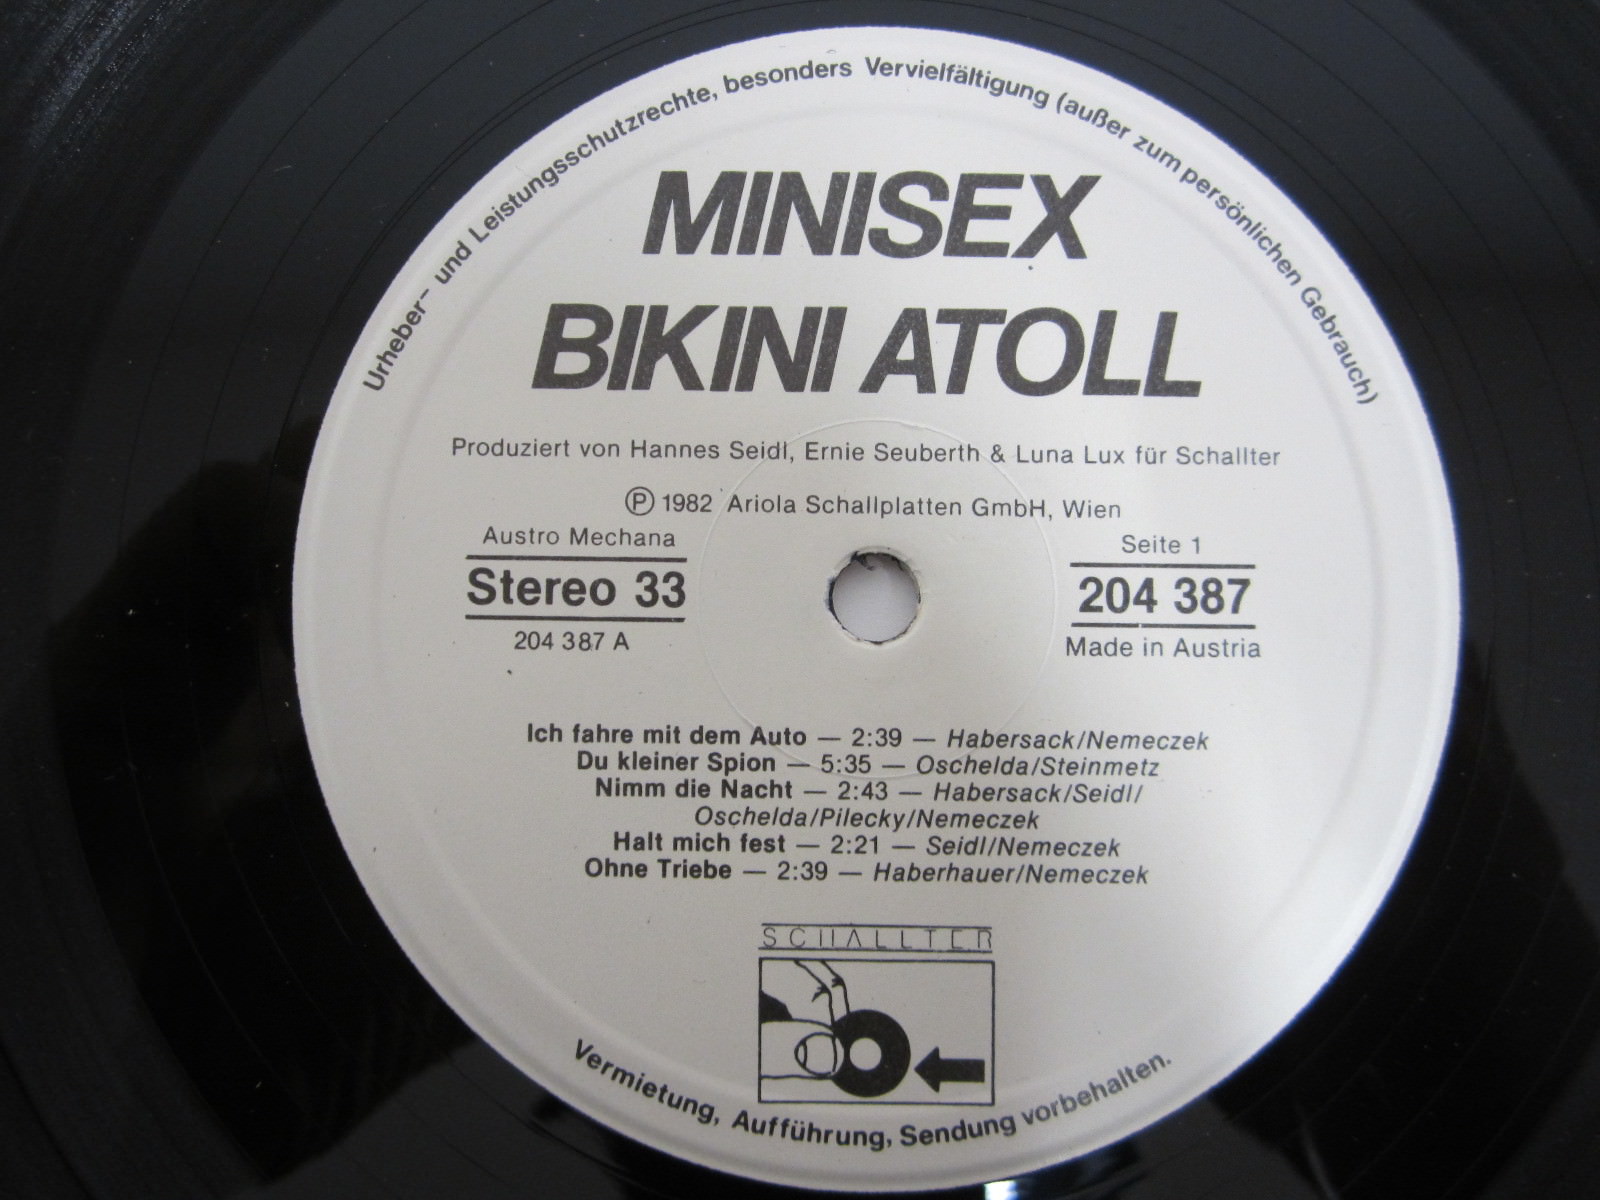 Urheber- und Leistungsschutzrechte, besonders Vervielfältigung (außer zum persönlichen Gebrauch)
MINISEX
BIKINI ATOLL
Produziert von Hannes Seidl, Ernie Seuberth & Luna Lux für Schallter
Ⓟ 1982 Ariola Schallplatten GmbH, Wien
Austro Mechana
Stereo 33
204 387 A
Seite 1
204 387
Made in Austria
Ich fahre mit dem Auto — 2:39 — Habersack/Nemeczek
Du kleiner Spion — 5:35 — Oschelda/Steinmetz
Nimm die Nacht — 2:43 — Habersack/Seidl/
Oschelda/Pilecky/Nemeczek
Halt mich fest — 2:21 — Seidl/Nemeczek
Ohne Triebe — 2:39 — Haberhauer/Nemeczek
SCHALLTER
Vermietung, Aufführung, Sendung vorbehalten.